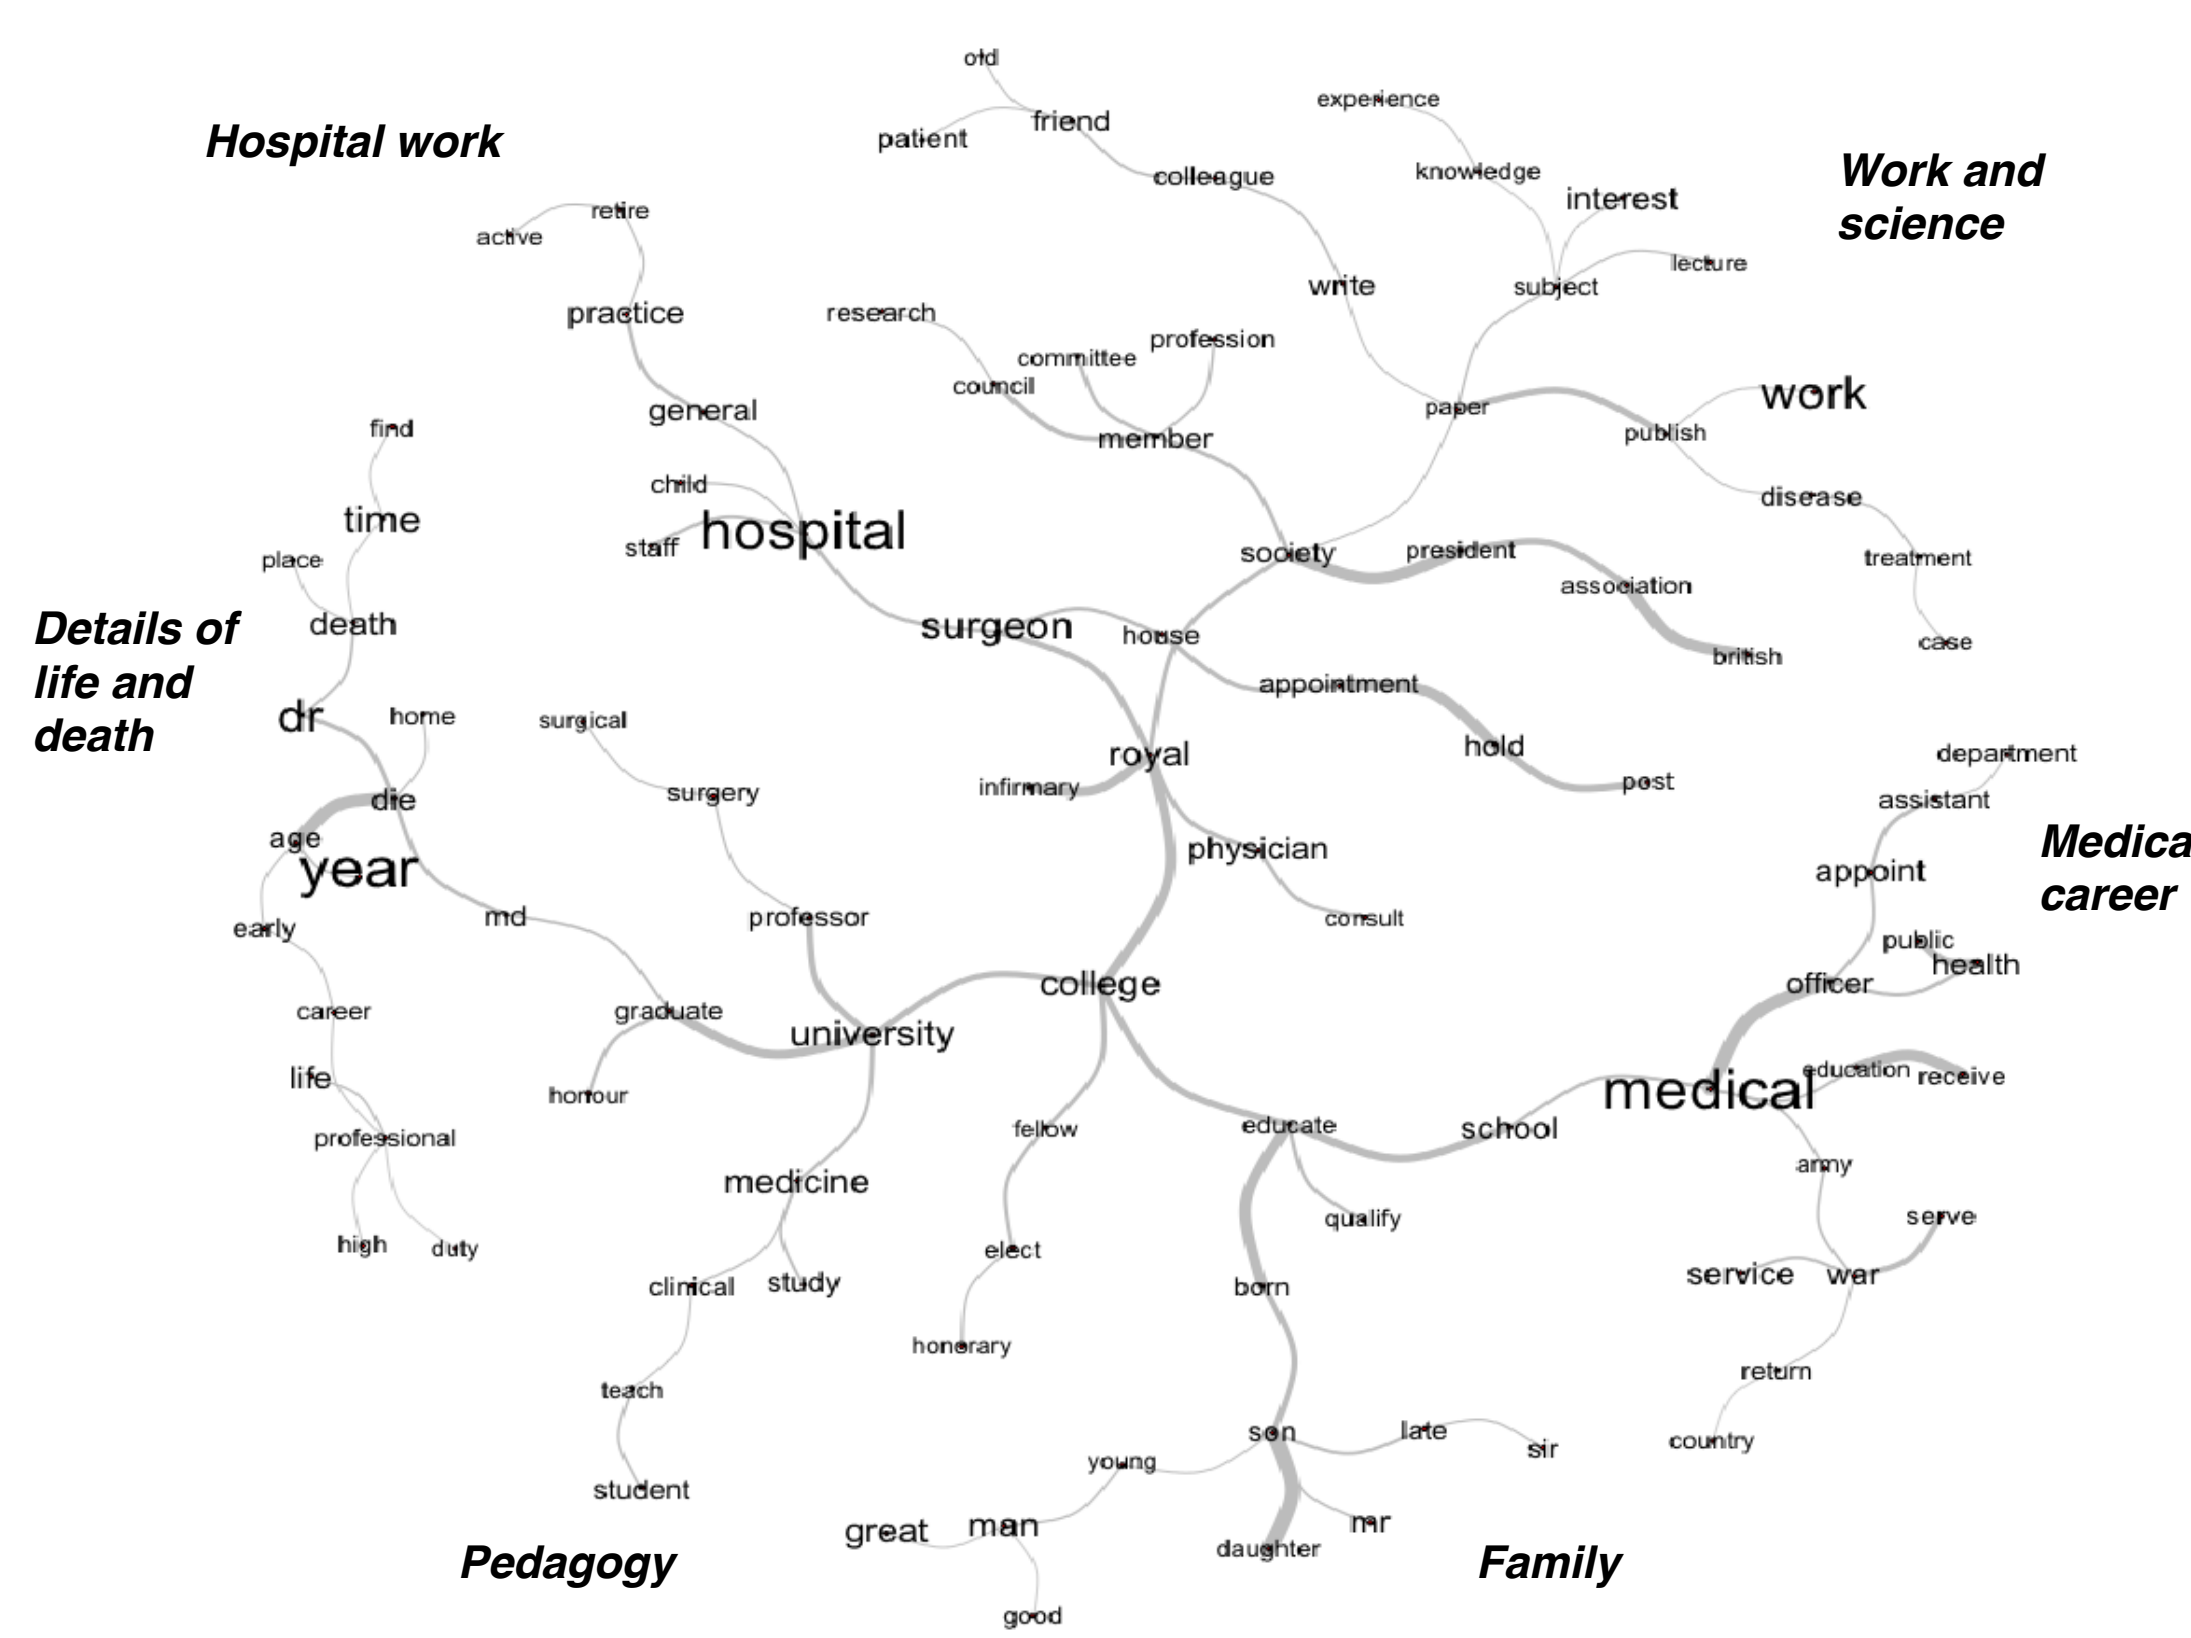 old
experience
friend
Hospital work
patient
knowledge
Work and
science
colleague
interest
retire
active
lecture
write
subject
practice
research
profession
committee
council
work
general
paper
find
member
publish
child
disease
time
hospital
staff
society
president
place
treatment
association
Details of
life and
death
death
surgeon
house
case
british
appointment
dr
home
surgical
royal
hold
department
infirmary
post
surgery
die
assistant
age
physician
Medica
career
year
appoint
md
professor
consult
early
public
health
college
officer
career
graduate
university
life
honour
medical
education
receive
professional
fellow
educate
school
army
medicine
qualify
serve
high
duty
elect
clinical
study
born
service
war
honorary
return
teach
son
late
sir
country
young
student
great
man
mr
daughter
Pedagogy
Family
good